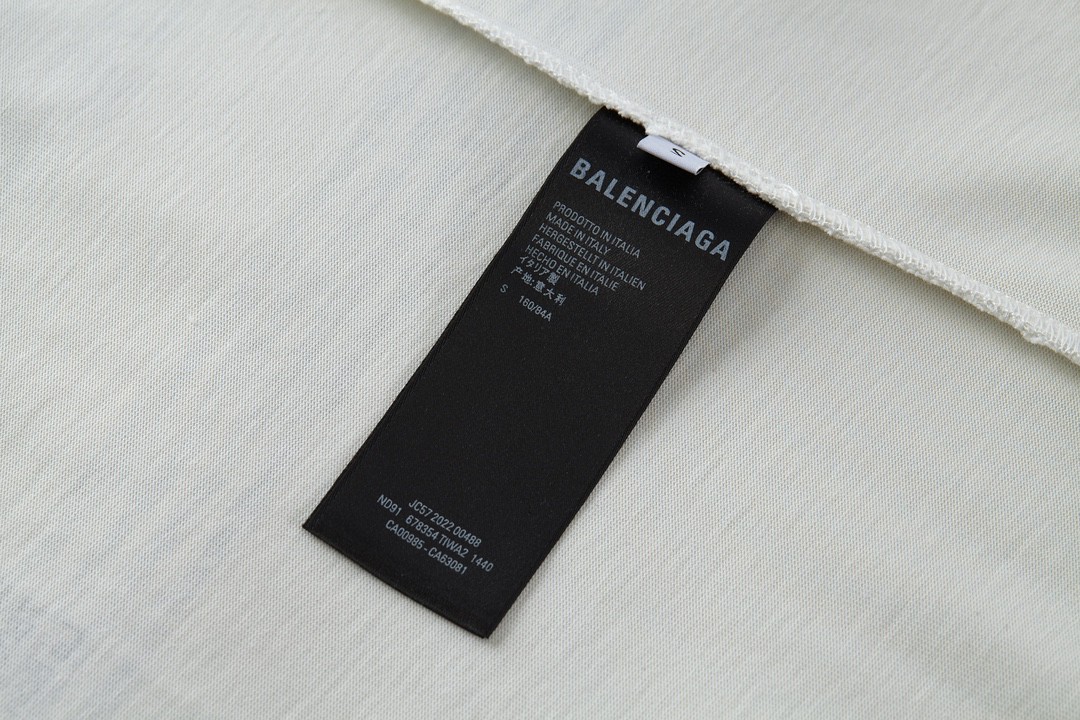 S
BALENCIAGA
PRODOTTO IN ITALIA
MADE IN ITALY
HERGESTELLT IN ITALIEN
FABRIQUE EN ITALIE
HECHO EN ITALIA
イタリア製
产地:意大利
S 160/84A
JC57 2022 00488
ND91 678354 TIWA2 1440
CA00985 - CA63081